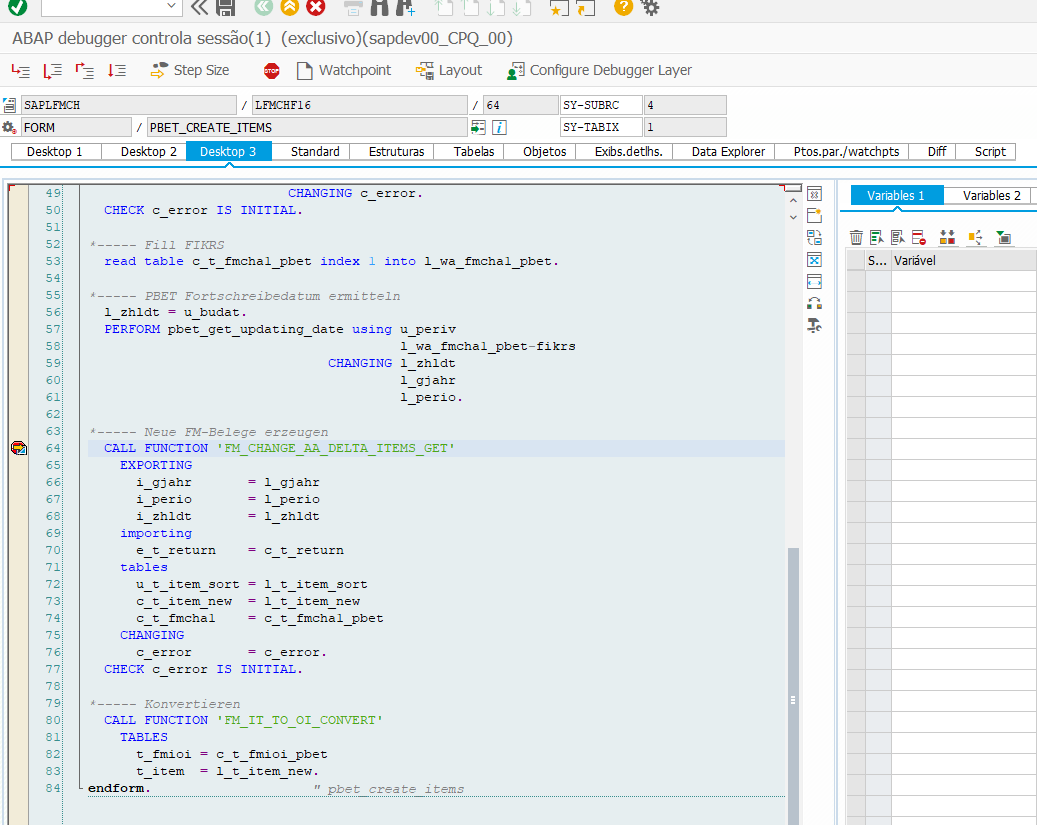 ABAP debugger controla sessão(1)  (exclusivo)(sapdev00_CPQ_00)
Step Size STOP Watchpoint Layout Configure Debugger Layer
SAPLFMCH / LFMCHF16 / 64 SY-SUBRC 4
FORM / PBET_CREATE_ITEMS SY-TABIX 1
Desktop 1 Desktop 2 Desktop 3 Standard Estruturas Tabelas Objetos Exibs.detlhs. Data Explorer Ptos.par./watchpts Diff Script
Variables 1 Variables 2
S... Variável
49                          CHANGING c_error.
50   CHECK c_error IS INITIAL.
51
52 *----- Fill FIKRS
53   read table c_t_fmchal_pbet index 1 into l_wa_fmchal_pbet.
54
55 *----- PBET Fortschreibedatum ermitteln
56   l_zhldt = u_budat.
57   PERFORM pbet_get_updating_date using u_periv
58                                        l_wa_fmchal_pbet-fikrs
59                               CHANGING l_zhldt
60                                        l_gjahr
61                                        l_perio.
62
63 *----- Neue FM-Belege erzeugen
64   CALL FUNCTION 'FM_CHANGE_AA_DELTA_ITEMS_GET'
65     EXPORTING
66       i_gjahr       = l_gjahr
67       i_perio       = l_perio
68       i_zhldt       = l_zhldt
69     importing
70       e_t_return    = c_t_return
71     tables
72       u_t_item_sort = l_t_item_sort
73       c_t_item_new  = l_t_item_new
74       c_t_fmchal    = c_t_fmchal_pbet
75     CHANGING
76       c_error       = c_error.
77   CHECK c_error IS INITIAL.
78
79 *----- Konvertieren
80   CALL FUNCTION 'FM_IT_TO_OI_CONVERT'
81     TABLES
82       t_fmioi = c_t_fmioi_pbet
83       t_item  = l_t_item_new.
84 endform.                    " pbet_create_items